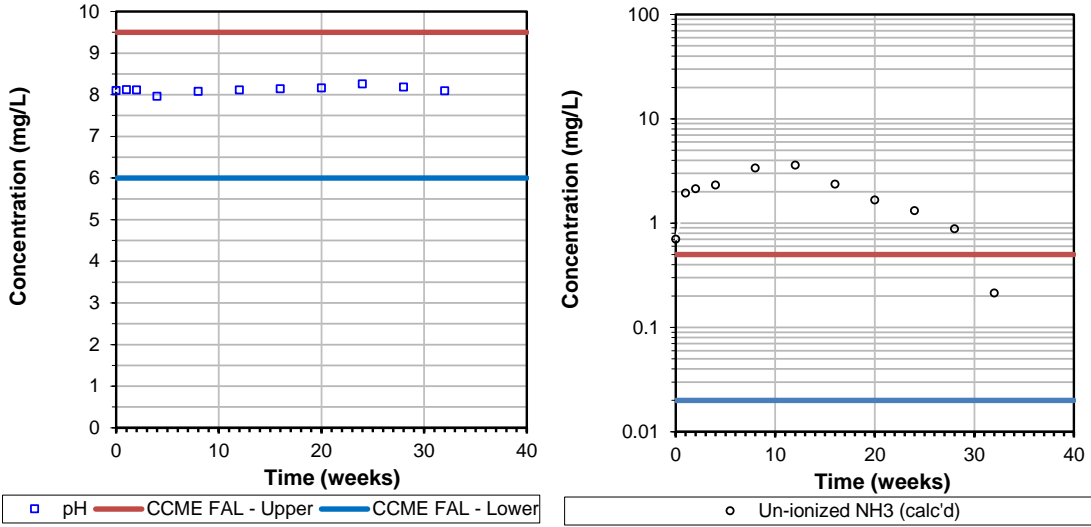 10
9
8
7
6
5
4
3
2
1
0
Concentration (mg/L)
0 10 20 30 40
Time (weeks)
pH CCME FAL - Upper CCME FAL - Lower
100
10
1
0.1
0.01
Concentration (mg/L)
0 10 20 30 40
Time (weeks)
Un-ionized NH3 (calc'd)